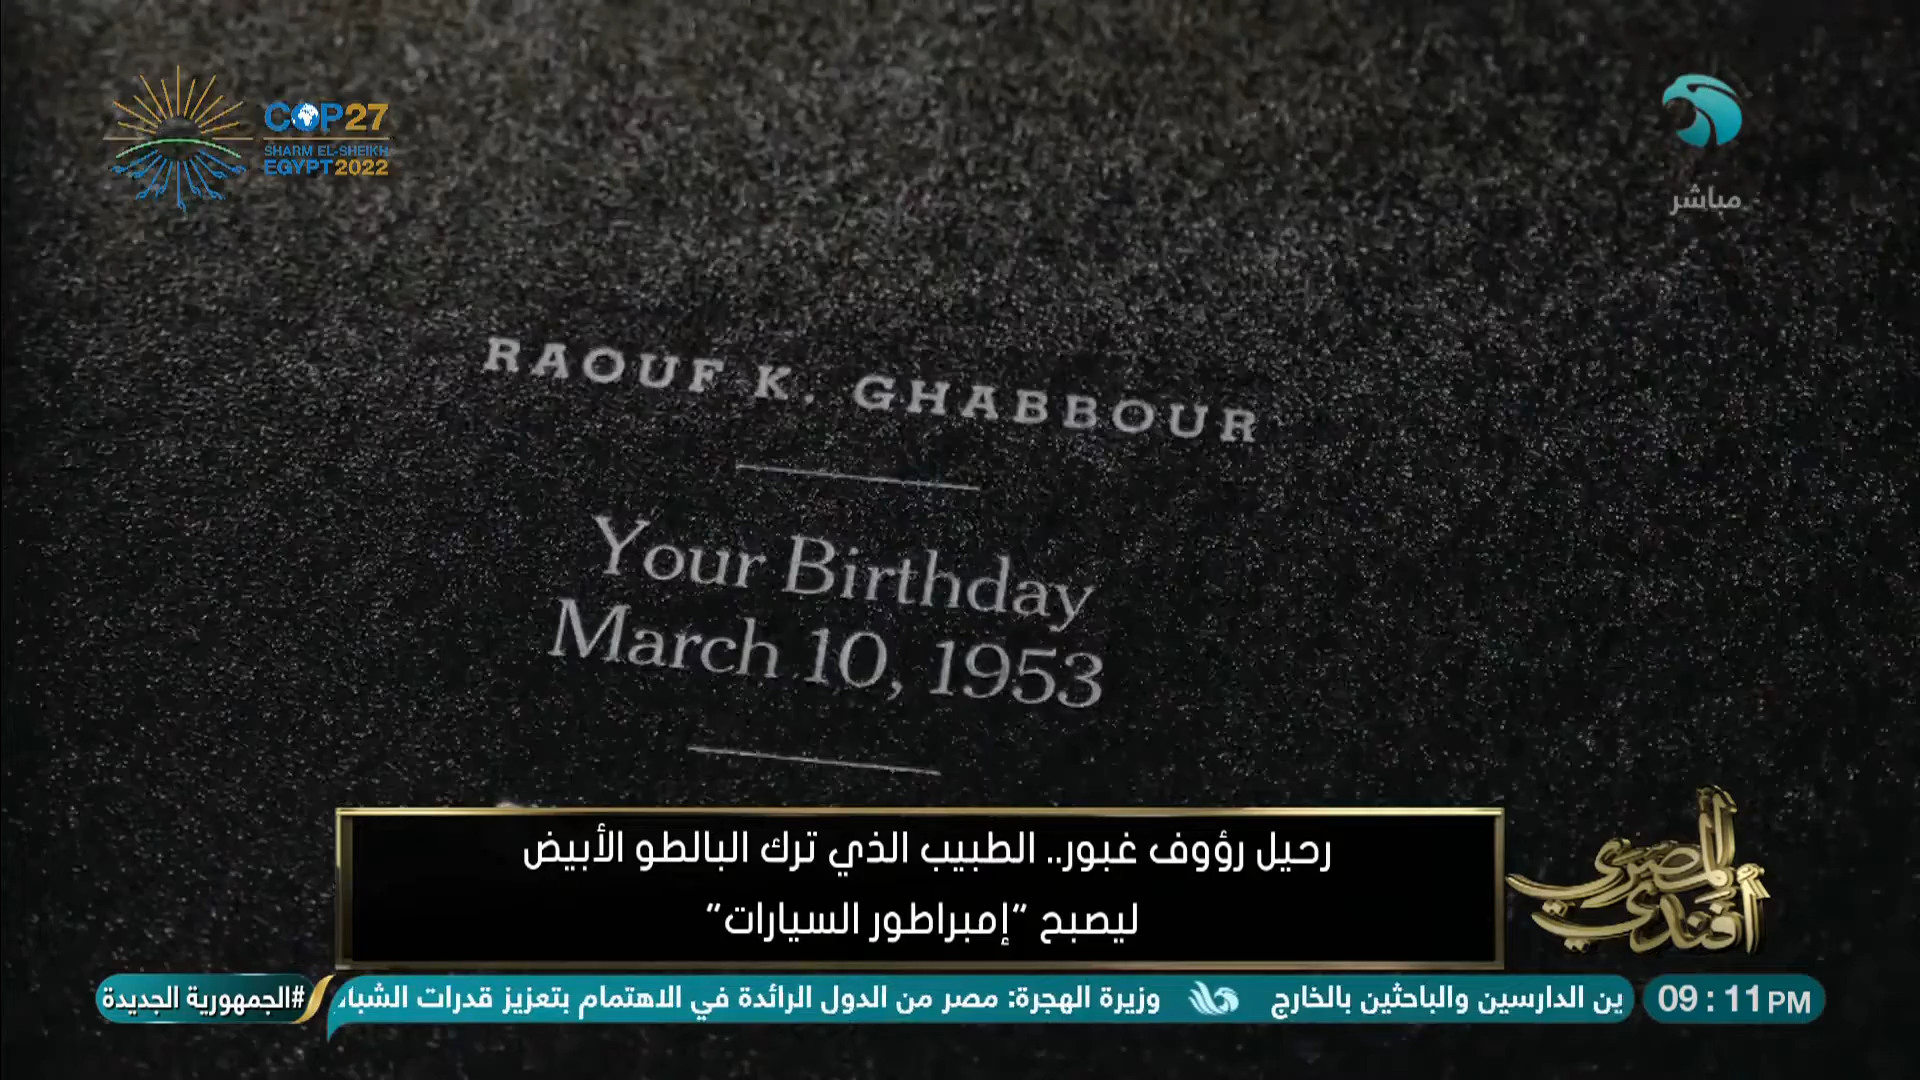 COP27
SHARM EL-SHEIKH
EGYPT2022
مباشر
RAOUF K. GHABBOUR
Your Birthday
March 10, 1953
رحيل رؤوف غبور.. الطبيب الذي ترك البالطو الأبيض
ليصبح “إمبراطور السيارات”
المصري
أفندي
09 : 11 PM
ين الدارسين والباحثين بالخارج
وزيرة الهجرة: مصر من الدول الرائدة في الاهتمام بتعزيز قدرات الشبا
#الجمهورية الجديدة